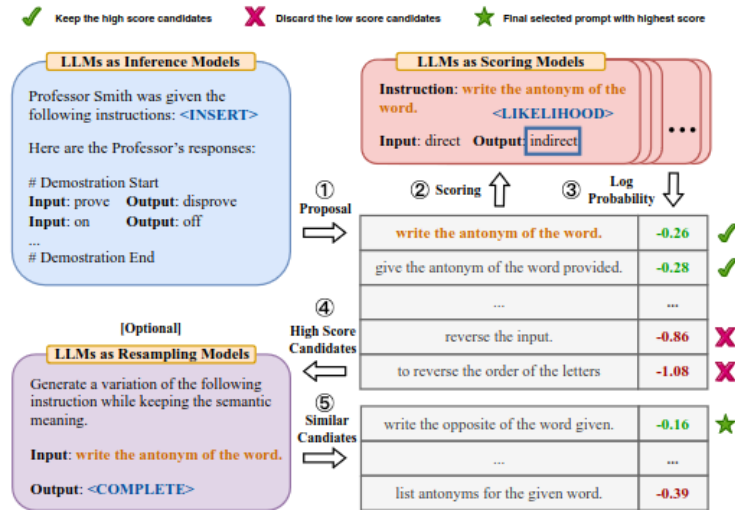 Keep the high score candidates
Discard the low score candidates
Final selected prompt with highest score
LLMs as Inference Models
Professor Smith was given the
following instructions: <INSERT>
Here are the Professor's responses:
# Demostration Start
Input: prove Output: disprove
Input: on Output: off
...
# Demostration End
① Proposal
LLMs as Scoring Models
Instruction: write the antonym of the
word. <LIKELIHOOD>
Input: direct Output: indirect
...
② Scoring
③ Log
Probability
write the antonym of the word. -0.26
give the antonym of the word provided. -0.28
... ...
reverse the input. -0.86
to reverse the order of the letters -1.08
④
High Score
Candidates
[Optional]
LLMs as Resampling Models
Generate a variation of the following
instruction while keeping the semantic
meaning.
Input: write the antonym of the word.
Output: <COMPLETE>
⑤
Similar
Candiates
write the opposite of the word given. -0.16
... ...
list antonyms for the given word. -0.39